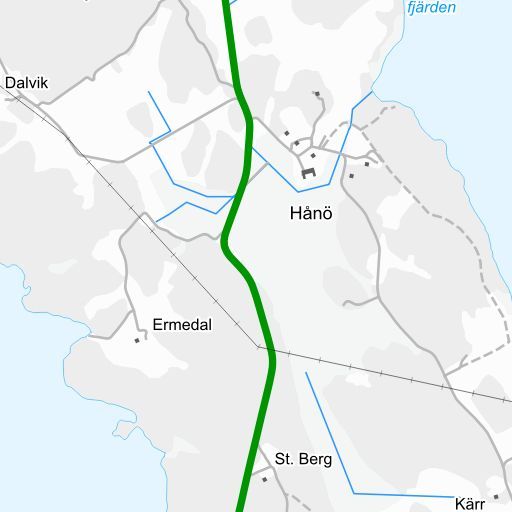 fjärden
Dalvik
Hånö
Ermedal
St. Berg
Kärr